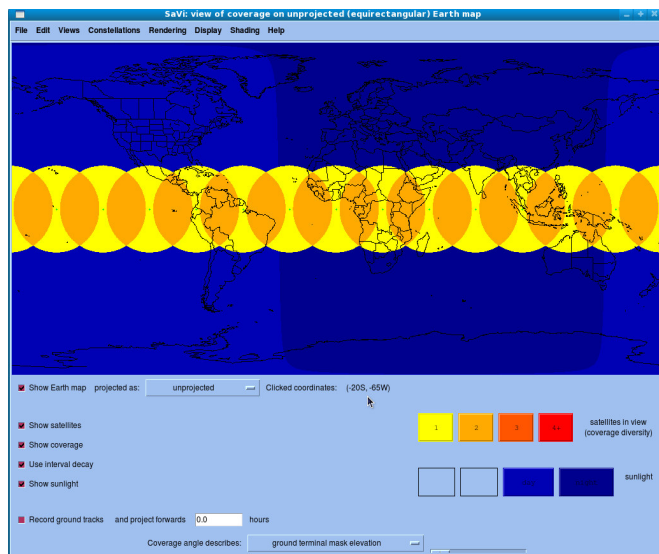 SaVi: view of coverage on unprojected (equirectangular) Earth map
File Edit Views Constellations Rendering Display Shading Help
Show Earth map projected as: unprojected Clicked coordinates: (-20S, -65W)
Show satellites
1 2 3 4+ satellites in view
(coverage diversity)
Show coverage
Use interval decay
Show sunlight
sunlight
Record ground tracks and project forwards 0.0 hours
Coverage angle describes: ground terminal mask elevation